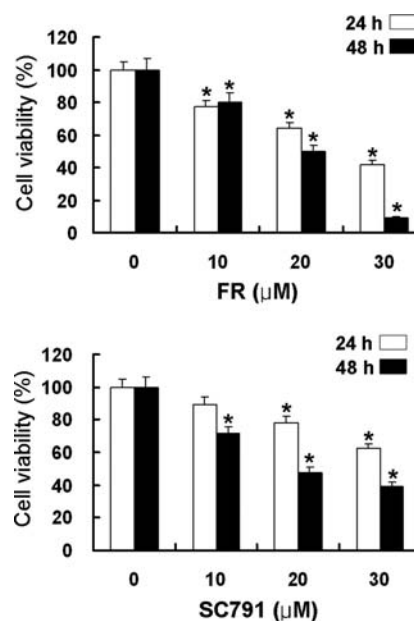 24 h
48 h
Cell viability (%)
120
100
80
60
40
20
0
* * * * * *
0 10 20 30
FR (µM)
24 h
48 h
Cell viability (%)
120
100
80
60
40
20
0
* * * * *
0 10 20 30
SC791 (µM)